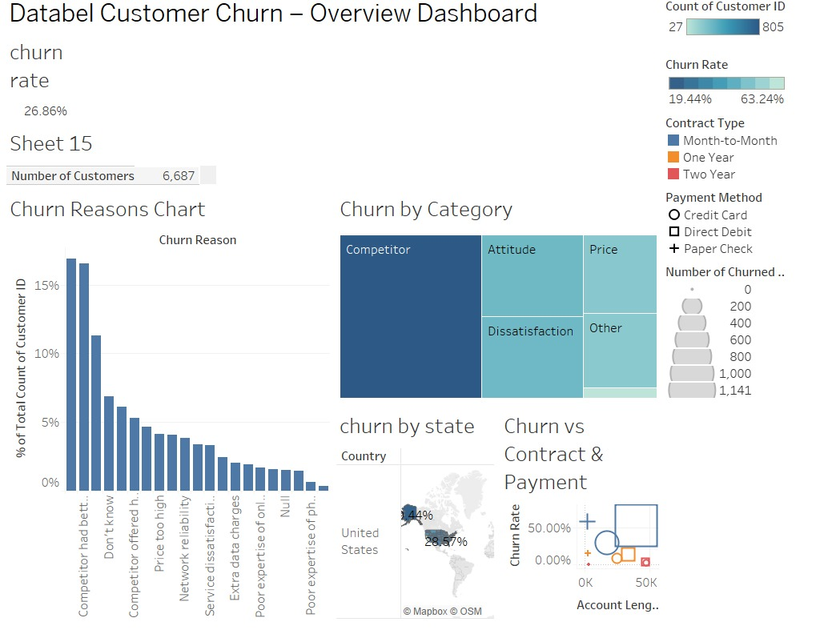 Databel Customer Churn – Overview Dashboard
churn
rate
26.86%
Sheet 15
Number of Customers 6,687
Churn Reasons Chart
Churn Reason
% of Total Count of Customer ID
15%
10%
5%
0%
Competitor had bett..
Don't know
Competitor offered h..
Price too high
Network reliability
Service dissatisfacti..
Extra data charges
Poor expertise of onl..
Null
Poor expertise of ph..
Churn by Category
Competitor
Attitude
Dissatisfaction
Price
Other
churn by state
Country
United
States
.44%
28.57%
© Mapbox © OSM
Churn vs
Contract &
Payment
Churn Rate
50.00%
0.00%
0K 50K
Account Leng..
Count of Customer ID
27 805
Churn Rate
19.44% 63.24%
Contract Type
Month-to-Month
One Year
Two Year
Payment Method
Credit Card
Direct Debit
Paper Check
Number of Churned ..
0
200
400
600
800
1,000
1,141